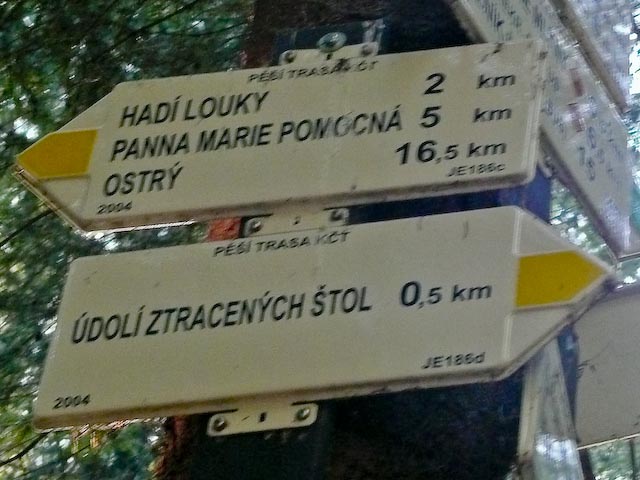 PĚŠÍ TRASA KČT
HADÍ LOUKY 2 km
PANNA MARIE POMOCNÁ 5 km
OSTRÝ 16,5 km
2004 JE186c
PĚŠÍ TRASA KČT
ÚDOLÍ ZTRACENÝCH ŠTOL 0,5 km
2004 JE186d